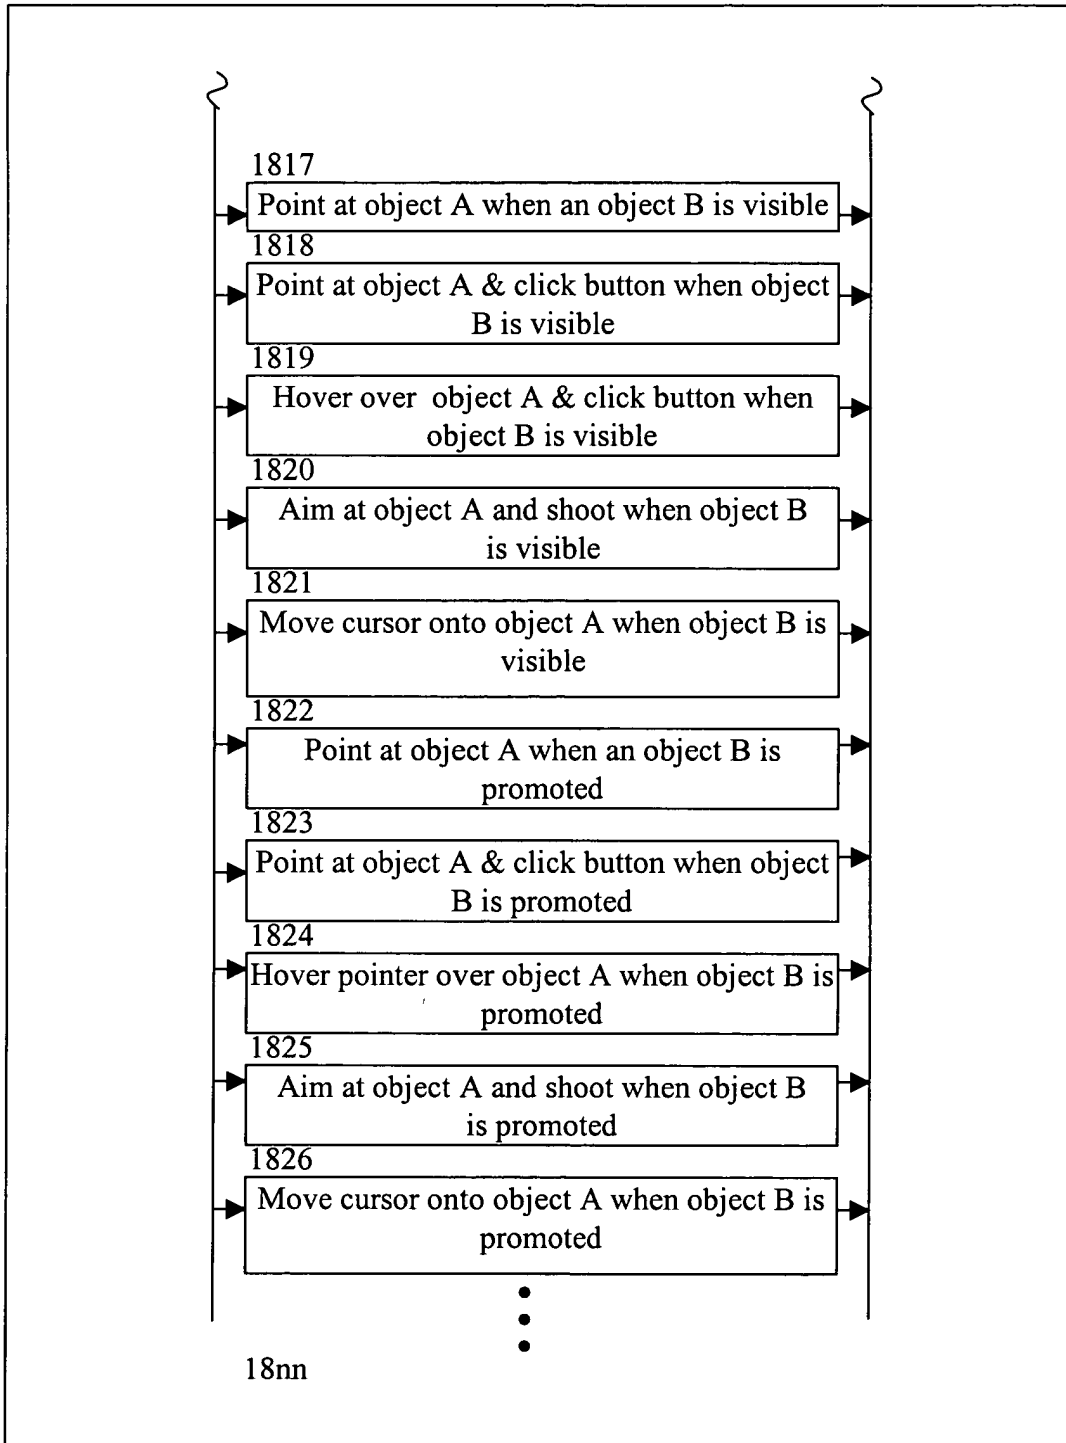 1817
Point at object A when an object B is visible
1818
Point at object A & click button when object
B is visible
1819
Hover over object A & click button when
object B is visible
1820
Aim at object A and shoot when object B
is visible
1821
Move cursor onto object A when object B is
visible
1822
Point at object A when an object B is
promoted
1823
Point at object A & click button when object
B is promoted
1824
Hover pointer over object A when object B is
promoted
1825
Aim at object A and shoot when object B
is promoted
1826
Move cursor onto object A when object B is
promoted
18nn